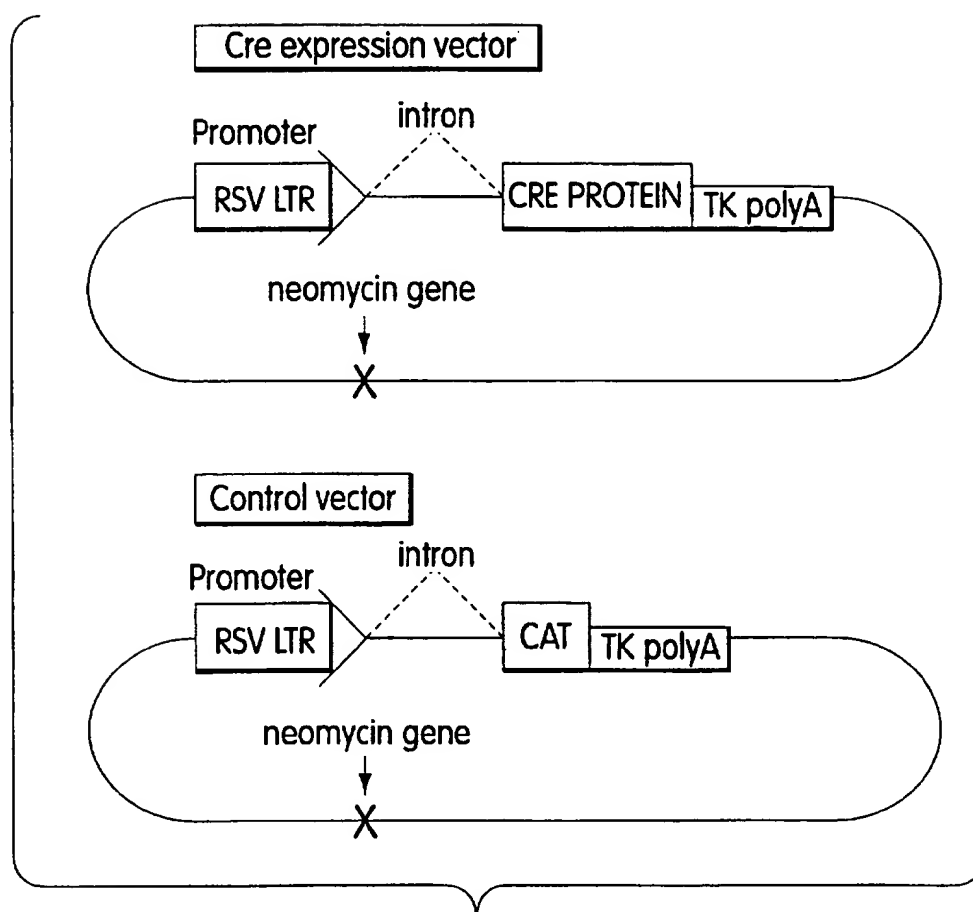 Cre expression vector
intron
Promoter
RSV LTR
CRE PROTEIN
TK polyA
neomycin gene
X
Control vector
intron
Promoter
RSV LTR
CAT
TK polyA
neomycin gene
X